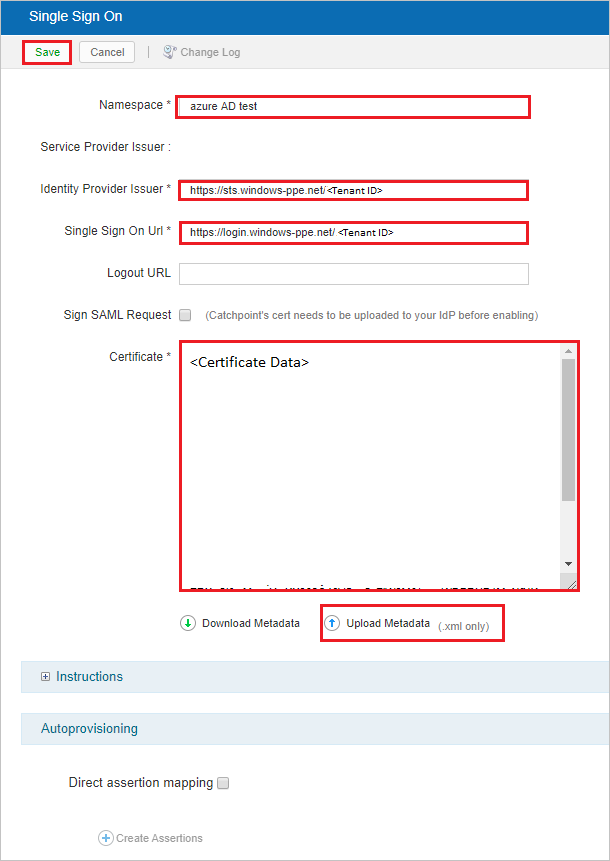 Single Sign On
Save Cancel | Change Log
Namespace * azure AD test
Service Provider Issuer :
Identity Provider Issuer * https://sts.windows-ppe.net/<Tenant ID>
Single Sign On Url * https://login.windows-ppe.net/ <Tenant ID>
Logout URL
Sign SAML Request (Catchpoint's cert needs to be uploaded to your IdP before enabling)
Certificate * <Certificate Data>
Download Metadata Upload Metadata (.xml only)
Instructions
Autoprovisioning
Direct assertion mapping
Create Assertions